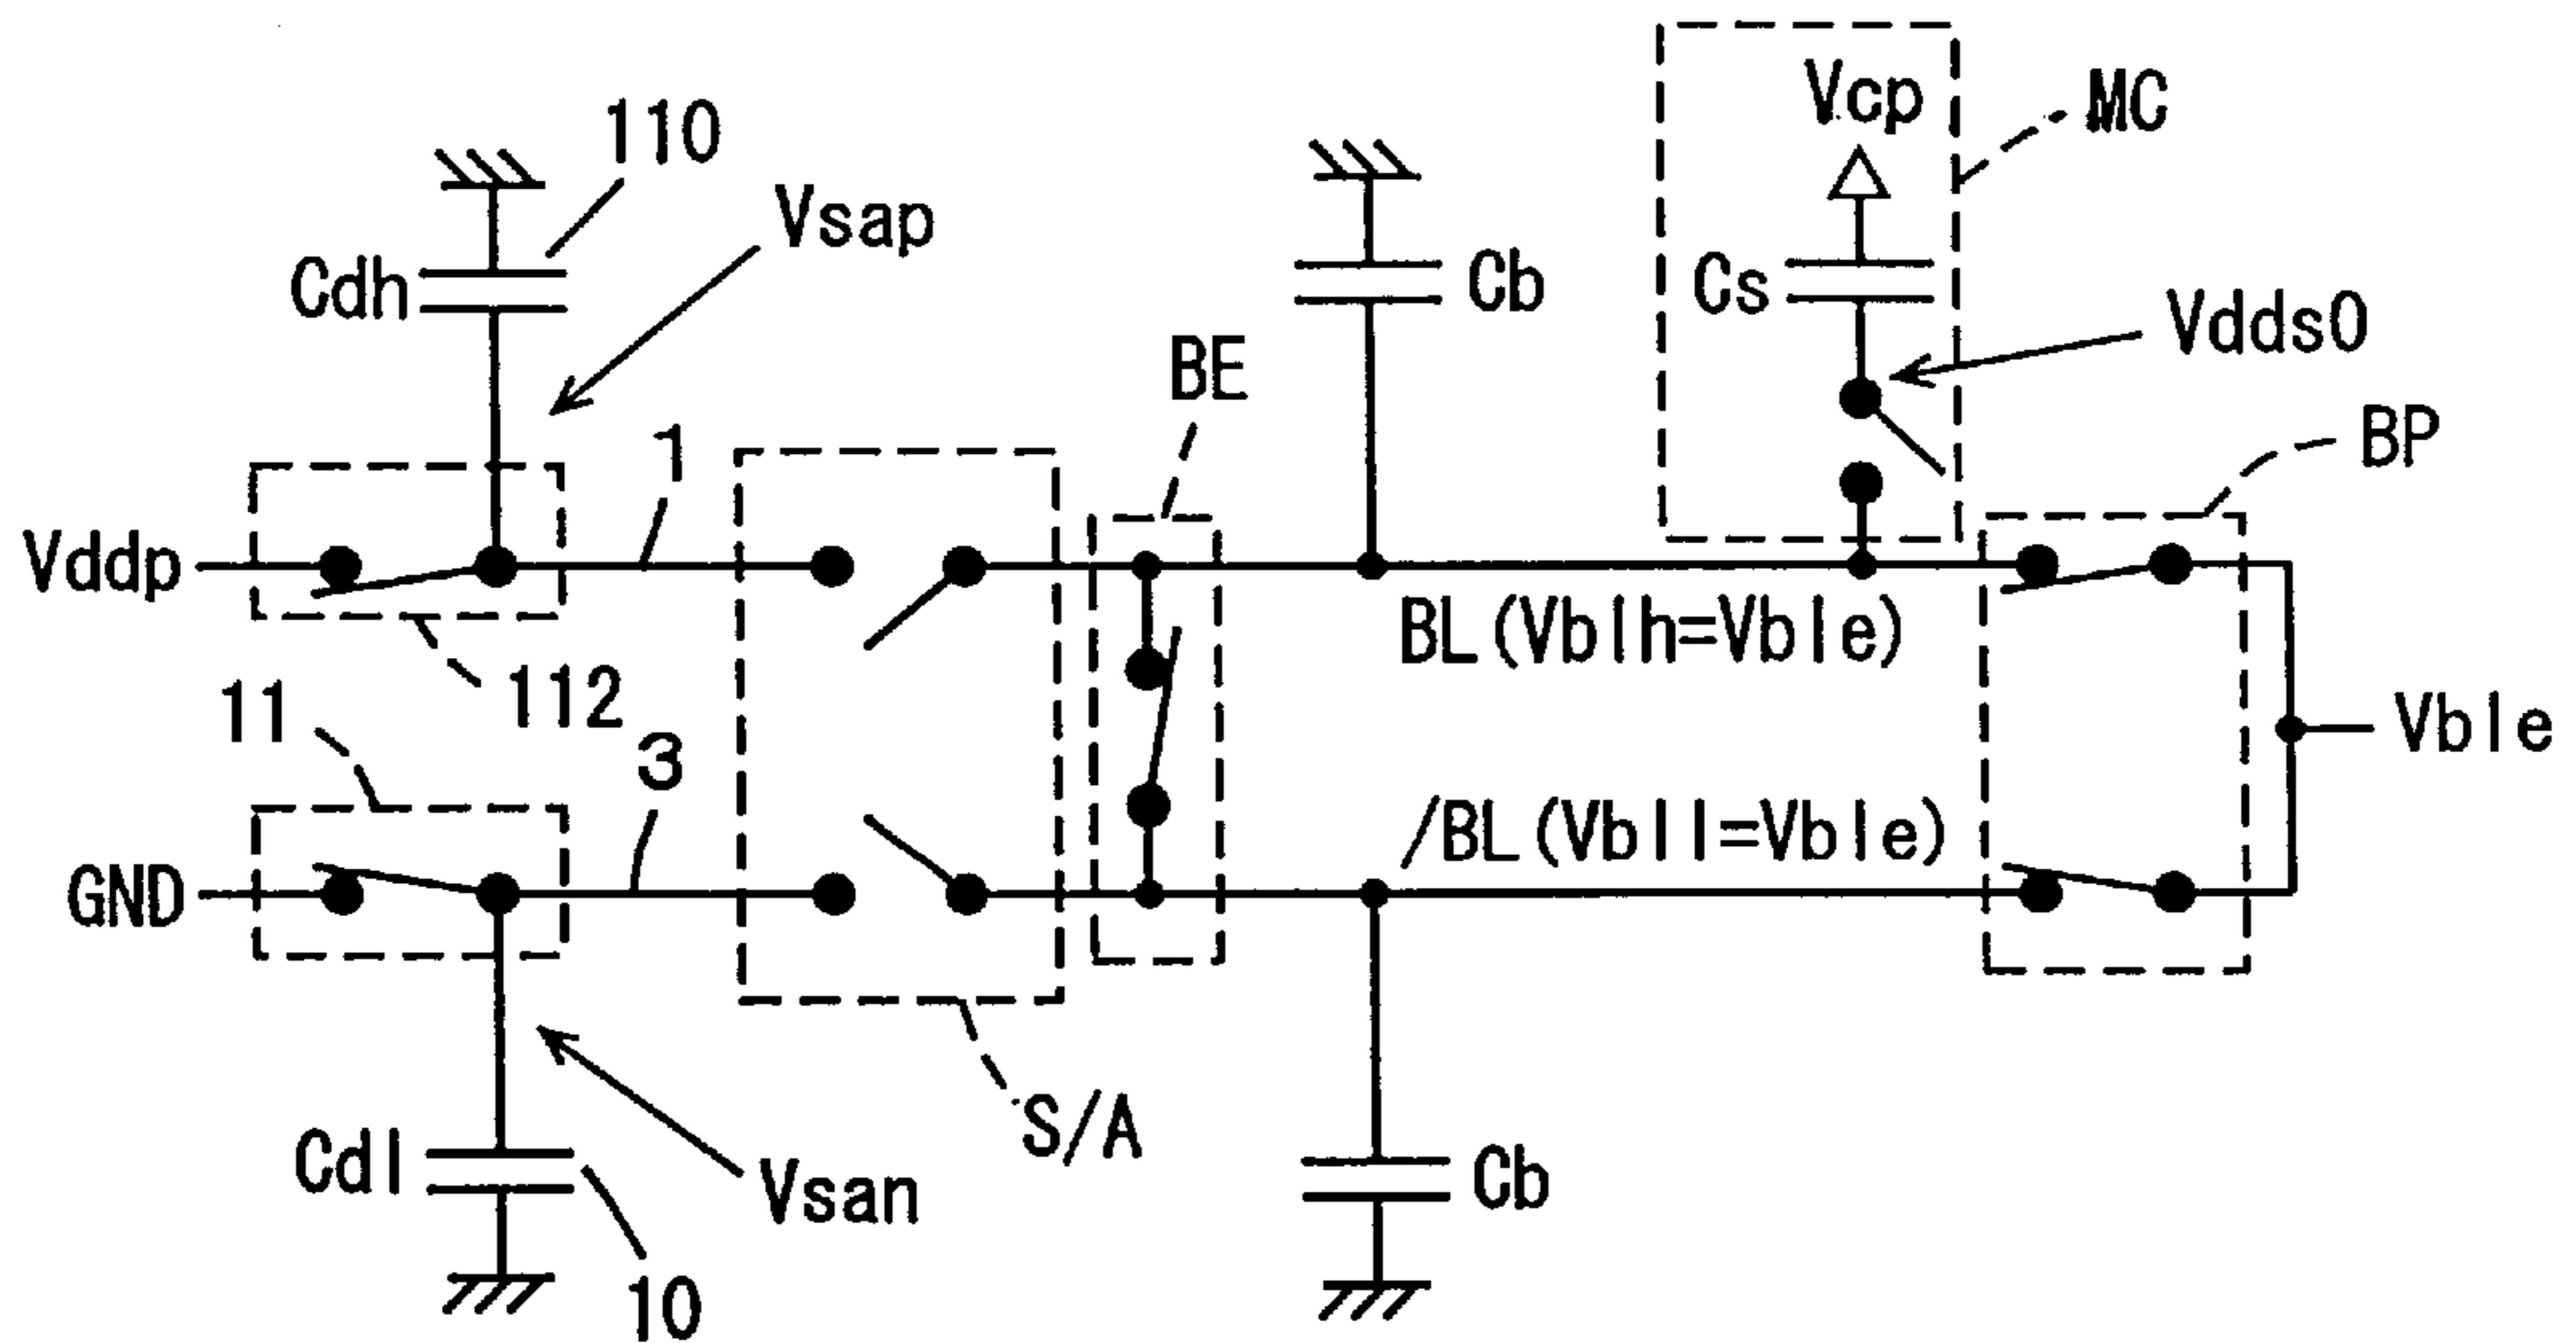 Vcp
MC
110
Vsap
Cdh
Cb
Cs
Vdds0
BE
BP
1
Vddp
BL(Vblh=Vble)
112
11
Vble
3
/BL(Vbll=Vble)
GND
S/A
Cdl
Vsan
Cb
10